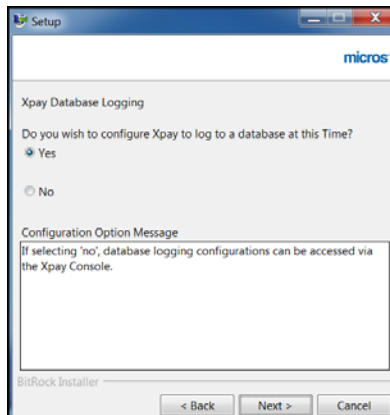 Setup
micros
Xpay Database Logging
Do you wish to configure Xpay to log to a database at this Time?
Yes
No
Configuration Option Message
If selecting 'no', database logging configurations can be accessed via
the Xpay Console.
BitRock Installer
< Back
Next >
Cancel